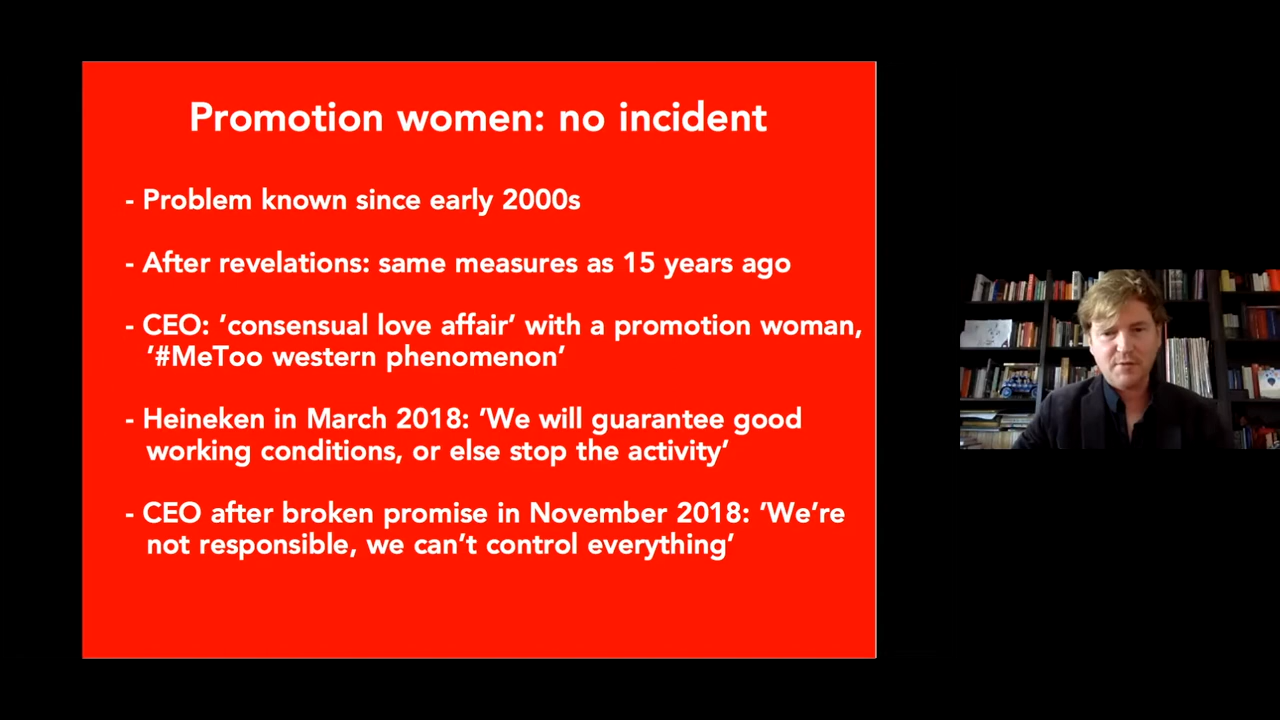 Promotion women: no incident
- Problem known since early 2000s
- After revelations: same measures as 15 years ago
- CEO: ’consensual love affair’ with a promotion woman,
’#MeToo western phenomenon’
- Heineken in March 2018: ’We will guarantee good
working conditions, or else stop the activity’
- CEO after broken promise in November 2018: ’We’re
not responsible, we can’t control everything’